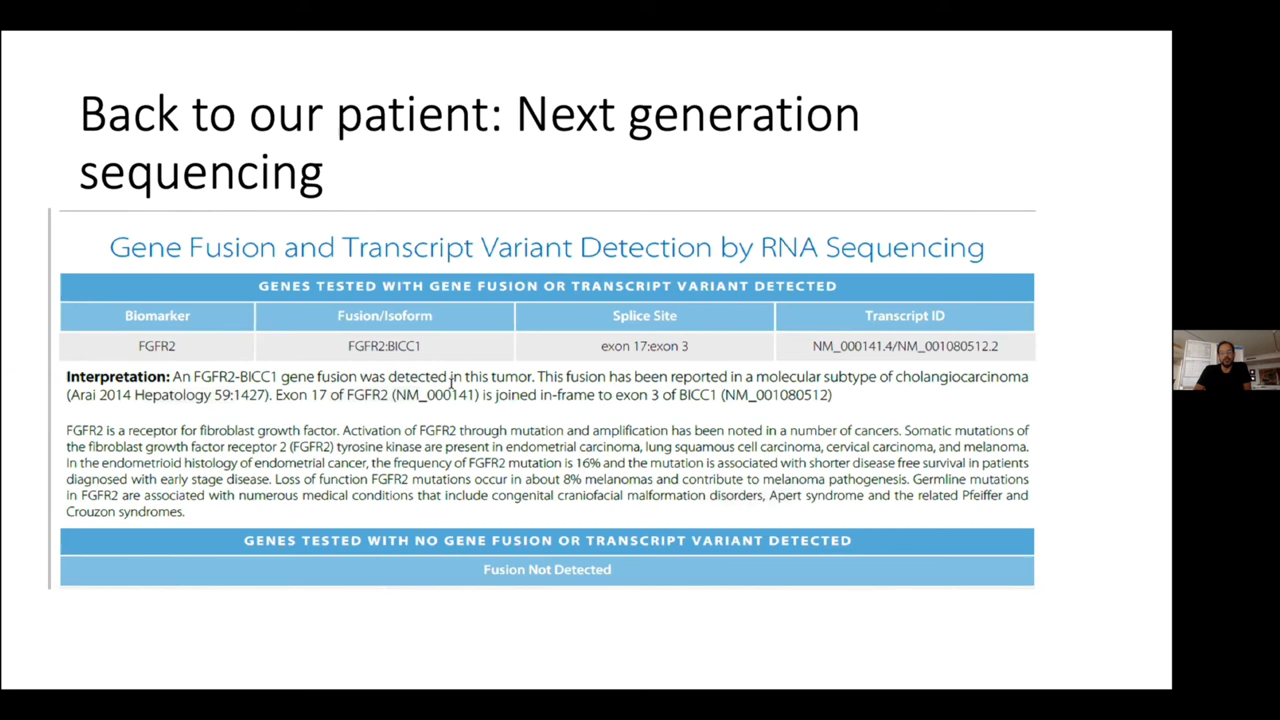 Back to our patient: Next generation
sequencing
Gene Fusion and Transcript Variant Detection by RNA Sequencing
GENES TESTED WITH GENE FUSION OR TRANSCRIPT VARIANT DETECTED
Biomarker Fusion/Isoform Splice Site Transcript ID
FGFR2 FGFR2:BICC1 exon 17:exon 3 NM_000141.4/NM_001080512.2
Interpretation: An FGFR2-BICC1 gene fusion was detected in this tumor. This fusion has been reported in a molecular subtype of cholangiocarcinoma
(Arai 2014 Hepatology 59:1427). Exon 17 of FGFR2 (NM_000141) is joined in-frame to exon 3 of BICC1 (NM_001080512)
FGFR2 is a receptor for fibroblast growth factor. Activation of FGFR2 through mutation and amplification has been noted in a number of cancers. Somatic mutations of
the fibroblast growth factor receptor 2 (FGFR2) tyrosine kinase are present in endometrial carcinoma, lung squamous cell carcinoma, cervical carcinoma, and melanoma.
In the endometrioid histology of endometrial cancer, the frequency of FGFR2 mutation is 16% and the mutation is associated with shorter disease free survival in patients
diagnosed with early stage disease. Loss of function FGFR2 mutations occur in about 8% melanomas and contribute to melanoma pathogenesis. Germline mutations
in FGFR2 are associated with numerous medical conditions that include congenital craniofacial malformation disorders, Apert syndrome and the related Pfeiffer and
Crouzon syndromes.
GENES TESTED WITH NO GENE FUSION OR TRANSCRIPT VARIANT DETECTED
Fusion Not Detected